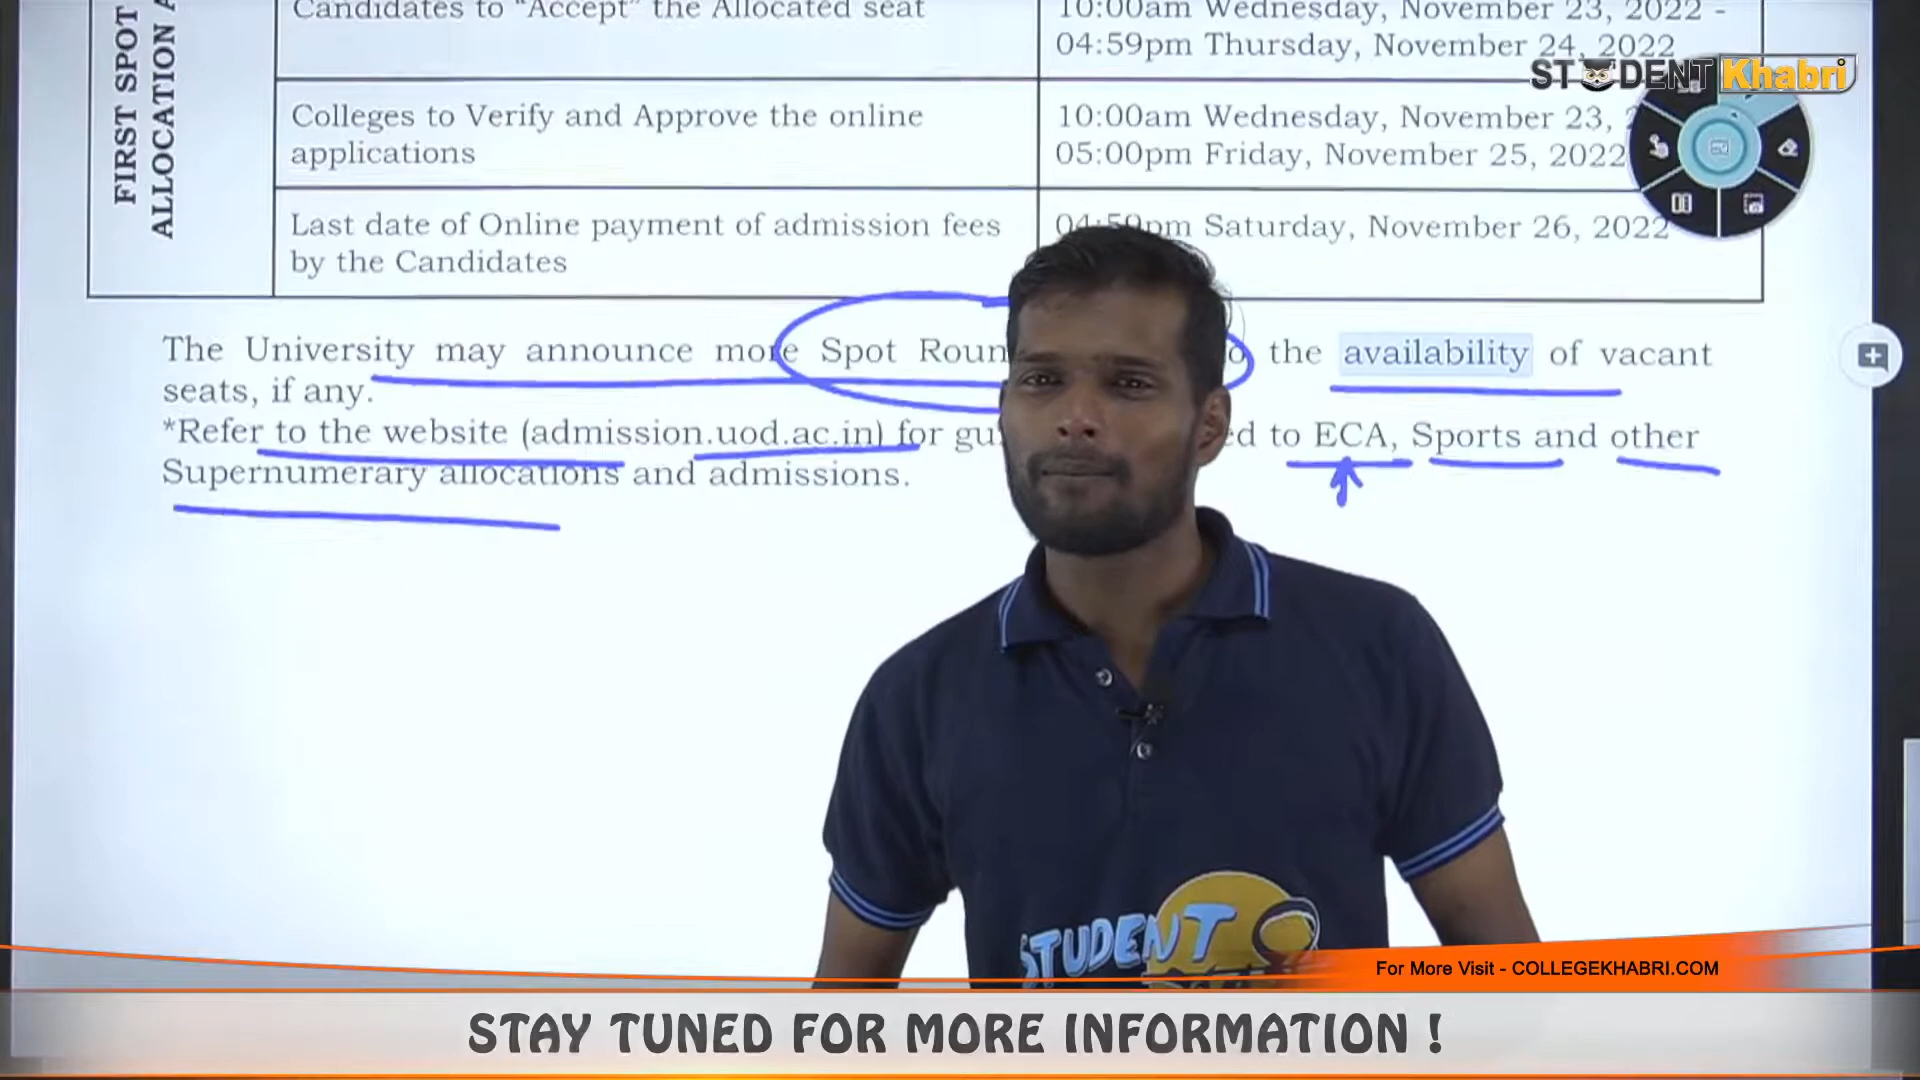 FIRST SPOT
ALLOCATION A
Candidates to "Accept" the Allocated seat
10:00am Wednesday, November 23, 2022 -
04:59pm Thursday, November 24, 2022
STUDENT Khabri
Colleges to Verify and Approve the online
applications
10:00am Wednesday, November 23,
05:00pm Friday, November 25, 2022
Last date of Online payment of admission fees
by the Candidates
04:59pm Saturday, November 26, 2022
The University may announce more Spot the availability of vacant
seats, if any.
*Refer to the website (admission.uod.ac.in) for to ECA, Sports and other
Supernumerary allocations and admissions.
STUDENT
For More Visit - COLLEGEKHABRI.COM
STAY TUNED FOR MORE INFORMATION !